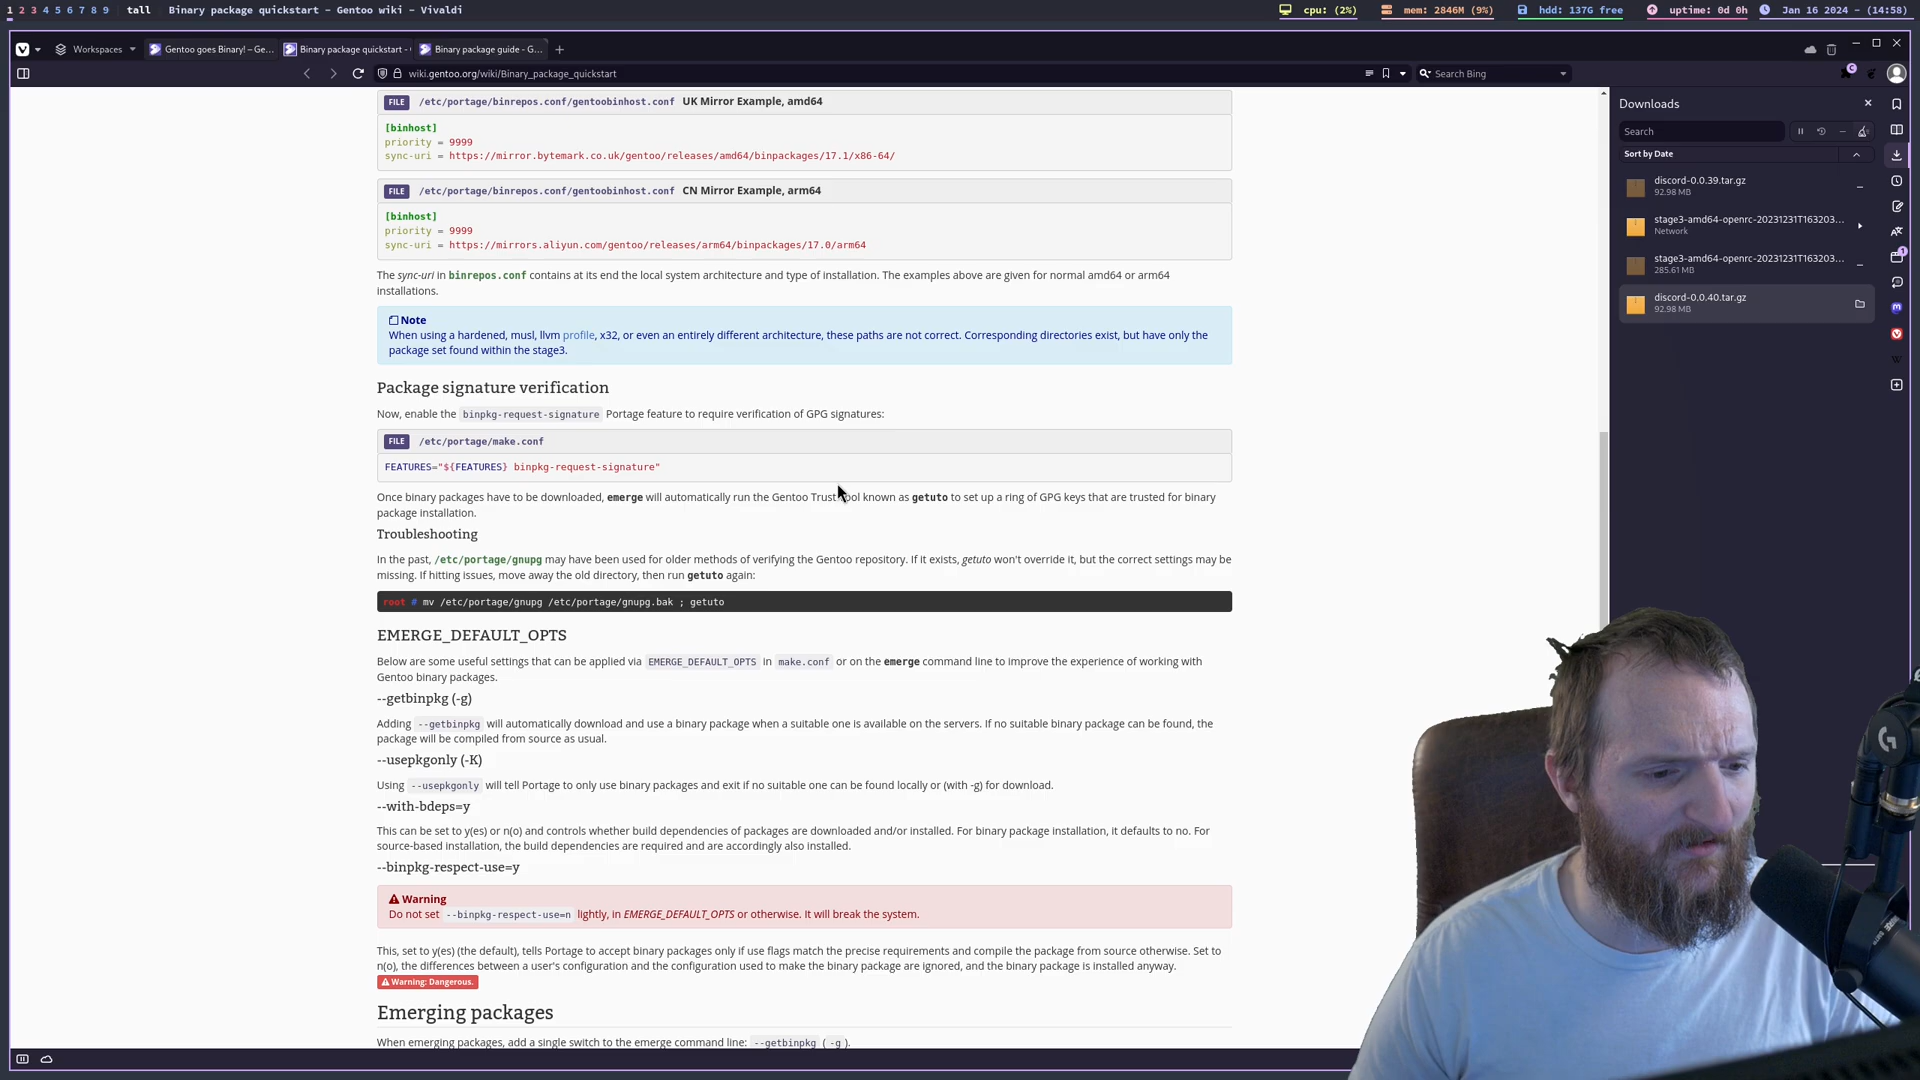 1 2 3 4 5 6 7 8 9 tall Binary package quickstart - Gentoo wiki - Vivaldi cpu: (2%) mem: 2846M (9%) hdd: 137G free uptime: 0d 0h Jan 16 2024 - (14:58)
Workspaces Gentoo goes Binary! – Ge... Binary package quickstart - Binary package guide - G...
wiki.gentoo.org/wiki/Binary_package_quickstart Search Bing
FILE /etc/portage/binrepos.conf/gentoobinhost.conf UK Mirror Example, amd64
[binhost]
priority = 9999
sync-uri = https://mirror.bytemark.co.uk/gentoo/releases/amd64/binpackages/17.1/x86-64/
FILE /etc/portage/binrepos.conf/gentoobinhost.conf CN Mirror Example, arm64
[binhost]
priority = 9999
sync-uri = https://mirrors.aliyun.com/gentoo/releases/arm64/binpackages/17.0/arm64
The sync-uri in binrepos.conf contains at its end the local system architecture and type of installation. The examples above are given for normal amd64 or arm64
installations.
Note
When using a hardened, musl, llvm profile, x32, or even an entirely different architecture, these paths are not correct. Corresponding directories exist, but have only the
package set found within the stage3.
Package signature verification
Now, enable the binpkg-request-signature Portage feature to require verification of GPG signatures:
FILE /etc/portage/make.conf
FEATURES="${FEATURES} binpkg-request-signature"
Once binary packages have to be downloaded, emerge will automatically run the Gentoo Trust ool known as getuto to set up a ring of GPG keys that are trusted for binary
package installation.
Troubleshooting
In the past, /etc/portage/gnupg may have been used for older methods of verifying the Gentoo repository. If it exists, getuto won't override it, but the correct settings may be
missing. If hitting issues, move away the old directory, then run getuto again:
root # mv /etc/portage/gnupg /etc/portage/gnupg.bak ; getuto
EMERGE_DEFAULT_OPTS
Below are some useful settings that can be applied via EMERGE_DEFAULT_OPTS in make.conf or on the emerge command line to improve the experience of working with
Gentoo binary packages.
--getbinpkg (-g)
Adding --getbinpkg will automatically download and use a binary package when a suitable one is available on the servers. If no suitable binary package can be found, the
package will be compiled from source as usual.
--usepkgonly (-K)
Using --usepkgonly will tell Portage to only use binary packages and exit if no suitable one can be found locally or (with -g) for download.
--with-bdeps=y
This can be set to y(es) or n(o) and controls whether build dependencies of packages are downloaded and/or installed. For binary package installation, it defaults to no. For
source-based installation, the build dependencies are required and are accordingly also installed.
--binpkg-respect-use=y
Warning
Do not set --binpkg-respect-use=n lightly, in EMERGE_DEFAULT_OPTS or otherwise. It will break the system.
This, set to y(es) (the default), tells Portage to accept binary packages only if use flags match the precise requirements and compile the package from source otherwise. Set to
n(o), the differences between a user's configuration and the configuration used to make the binary package are ignored, and the binary package is installed anyway.
Warning: Dangerous.
Emerging packages
When emerging packages, add a single switch to the emerge command line: --getbinpkg ( -g ).
Downloads
Search
Sort by Date
discord-0.0.39.tar.gz
92.98 MB
stage3-amd64-openrc-20231231T163203...
Network
stage3-amd64-openrc-20231231T163203...
285.61 MB
discord-0.0.40.tar.gz
92.98 MB